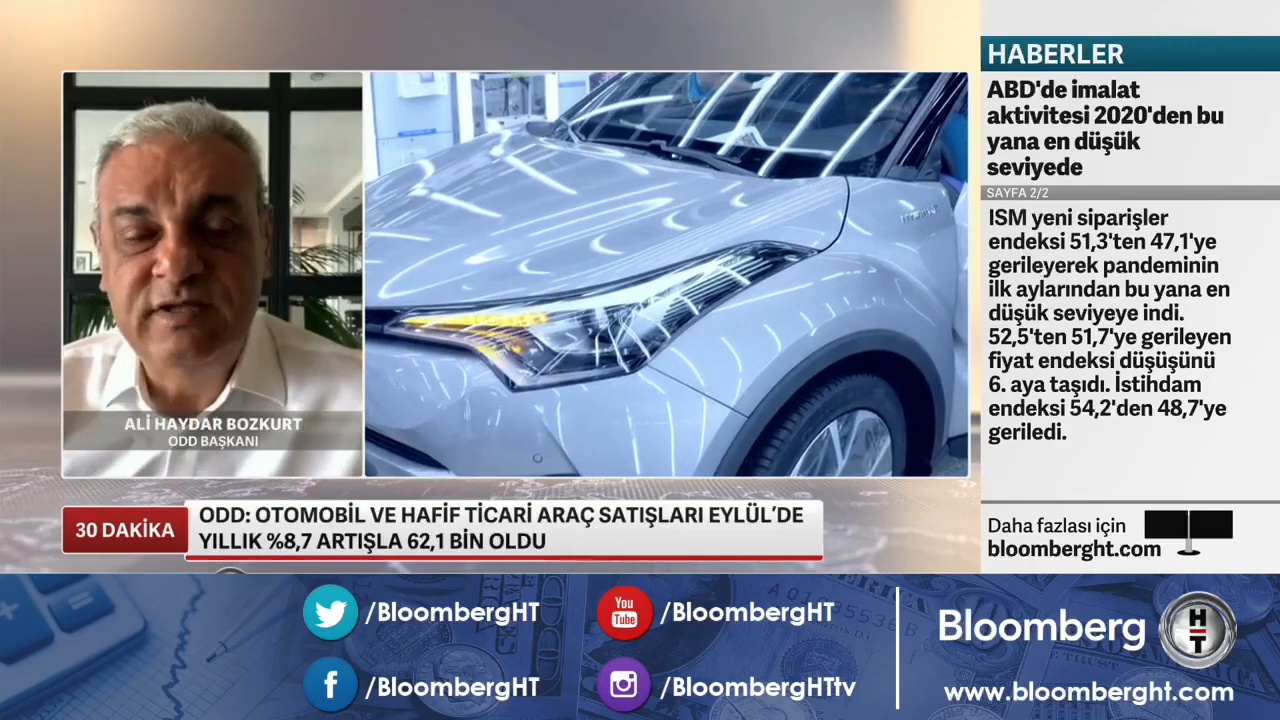 ALİ HAYDAR BOZKURT
ODD BAŞKANI
30 DAKİKA
ODD: OTOMOBİL VE HAFİF TİCARİ ARAÇ SATIŞLARI EYLÜL’DE
YILLIK %8,7 ARTIŞLA 62,1 BİN OLDU
HABERLER
ABD'de imalat
aktivitesi 2020'den bu
yana en düşük
seviyede
SAYFA 2/2
ISM yeni siparişler
endeksi 51,3'ten 47,1'ye
gerileyerek pandeminin
ilk aylarından bu yana en
düşük seviyeye indi.
52,5'ten 51,7'ye gerileyen
fiyat endeksi düşüşünü
6. aya taşıdı. İstihdam
endeksi 54,2'den 48,7'ye
geriledi.
Daha fazlası için
bloomberght.com
/BloombergHT
You Tube /BloombergHT
f /BloombergHT
/BloombergHTtv
Bloomberg HT
www.bloomberght.com